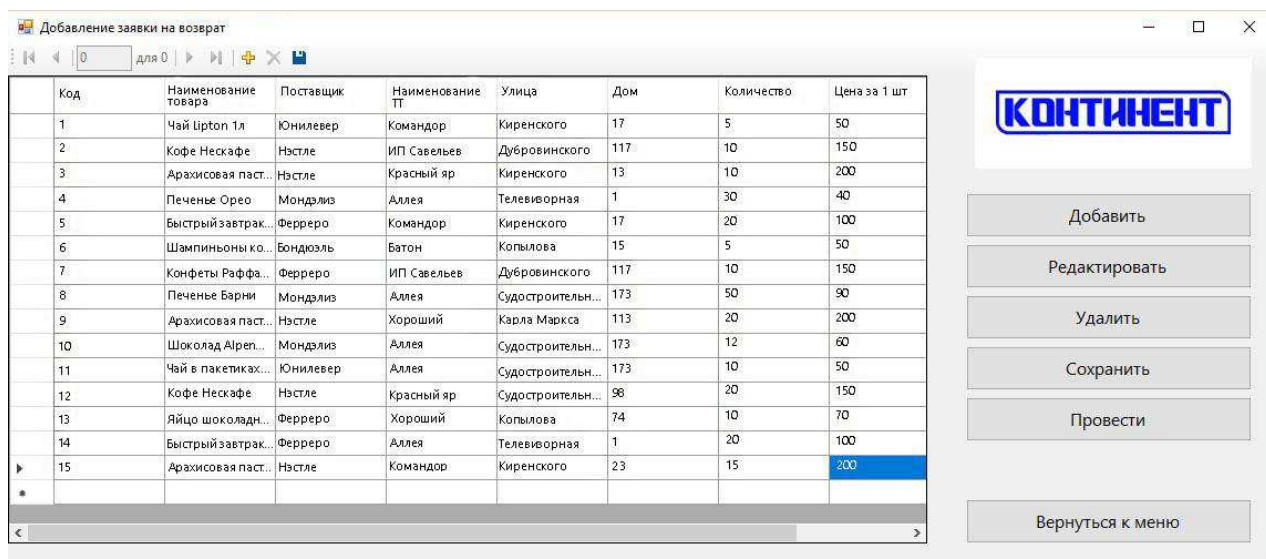 Добавление заявки на возврат
0 для 0
КОНТИНЕНТ
Код Наименование товара Поставщик Наименование ТТ Улица Дом Количество Цена за 1 шт
1 Чай Lipton 1л Юнилевер Командор Киренского 17 5 50
2 Кофе Нескафе Нэстле ИП Савельев Дубровинского 117 10 150
3 Арахисовая паст... Нэстле Красный яр Киренского 13 10 200
4 Печенье Орео Мондэлиз Аллея Телевизорная 1 30 40
5 Быстрый завтрак... Ферреро Командор Киренского 17 20 100
6 Шампиньоны ко... Бондюэль Батон Копылова 15 5 50
7 Конфеты Раффа... Ферреро ИП Савельев Дубровинского 117 10 150
8 Печенье Барни Мондэлиз Аллея Судостроительн... 173 50 90
9 Арахисовая паст... Нэстле Хороший Карла Маркса 113 20 200
10 Шоколад Alpen... Мондэлиз Аллея Судостроительн... 173 12 60
11 Чай в пакетиках... Юнилевер Аллея Судостроительн... 173 10 50
12 Кофе Нескафе Нэстле Красный яр Судостроительн... 98 20 150
13 Яйцо шоколадн... Ферреро Хороший Копылова 74 10 70
14 Быстрый завтрак... Ферреро Аллея Телевизорная 1 20 100
15 Арахисовая паст... Нэстле Командор Киренского 23 15 200
Добавить
Редактировать
Удалить
Сохранить
Провести
Вернуться к меню